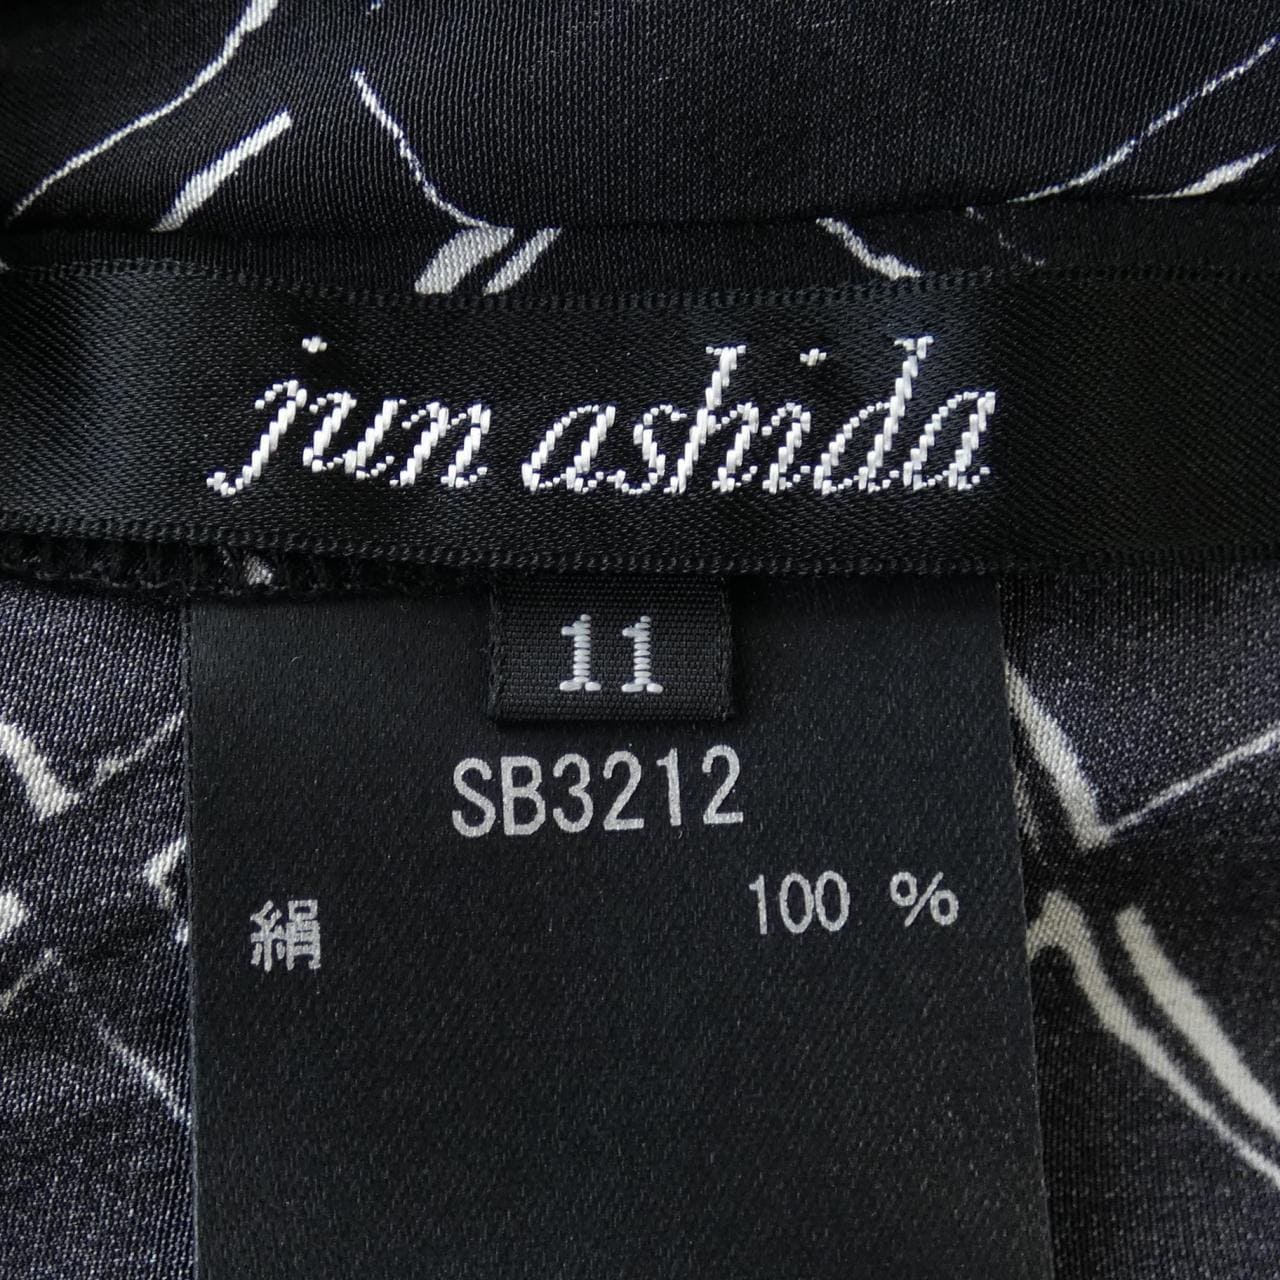 jun ashida
11
SB3212
絹 100 %